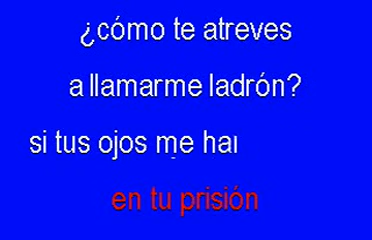 ¿cómo te atreves
a llamarme ladrón?
si tus ojos me
en tu prisión